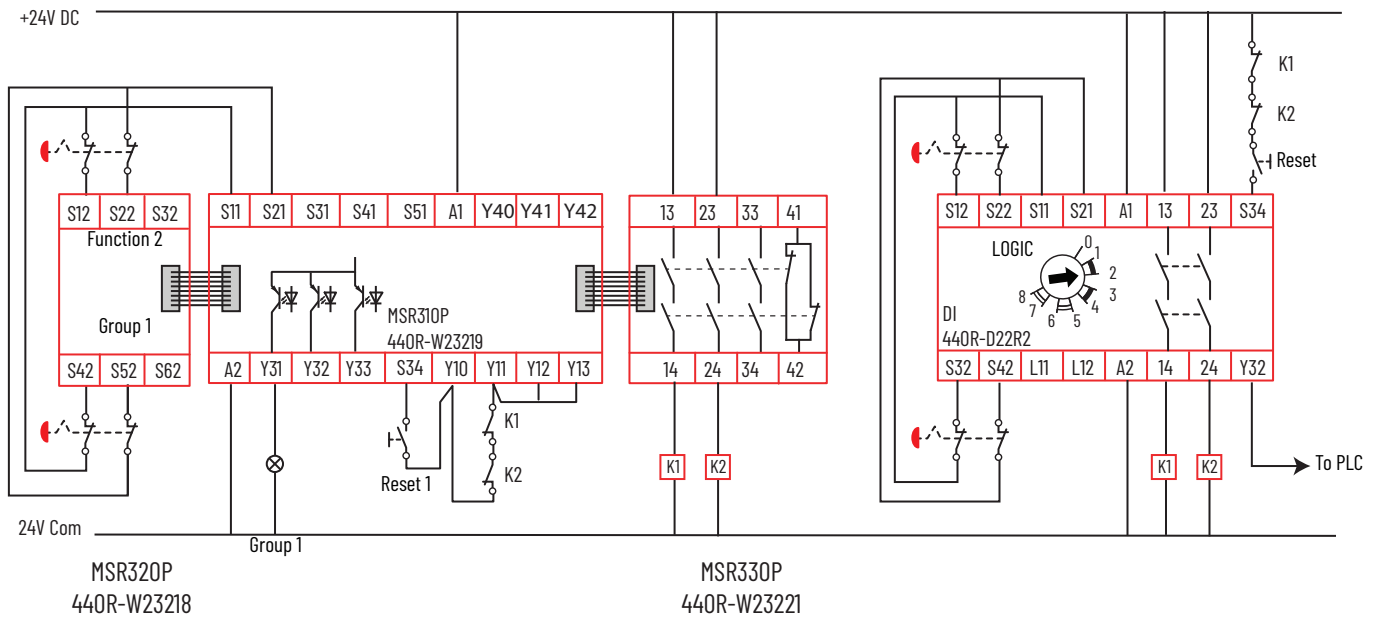 +24V DC
K1
K2
Reset
S12 S22 S32
S11 S21 S31 S41 S51 A1 Y40 Y41 Y42
13 23 33 41
S12 S22 S11 S21 A1 13 23 S34
Function 2
LOGIC
0
1
2
3
4
5
6
7
8
Group 1
MSR310P
440R-W23219
DI
440R-D22R2
S42 S52 S62
A2 Y31 Y32 Y33 S34 Y10 Y11 Y12 Y13
14 24 34 42
S32 S42 L11 L12 A2 14 24 Y32
K1
K2
Reset 1
K1 K2
K1 K2
To PLC
24V Com
Group 1
MSR320P
440R-W23218
MSR330P
440R-W23221